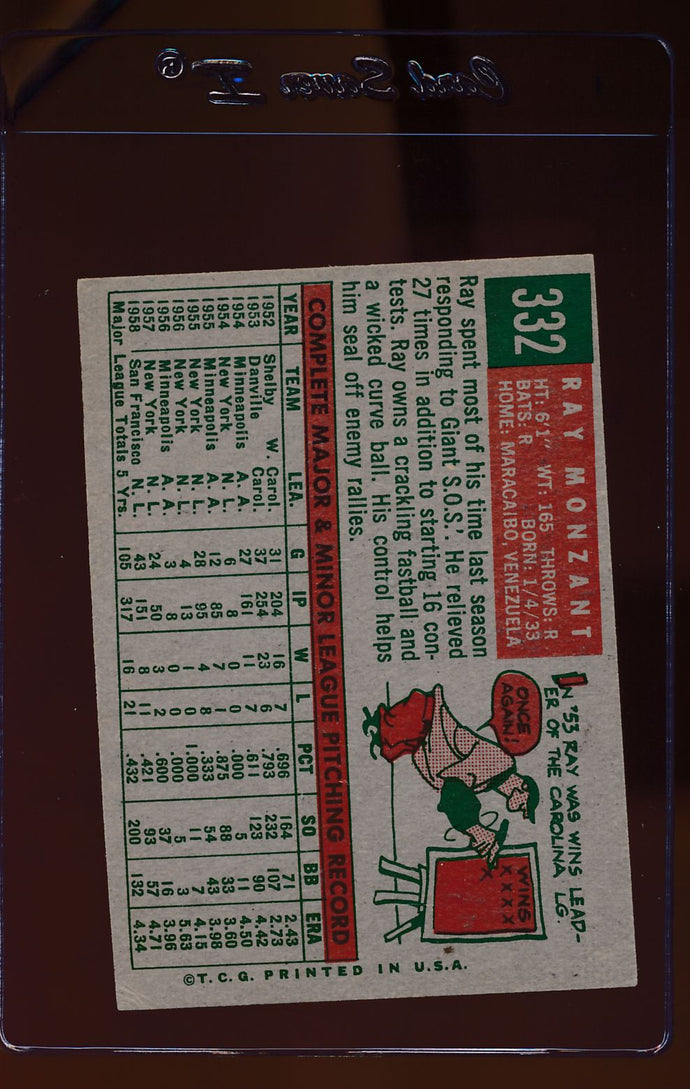 Card Saver I ®
332
RAY MONZANT
HT: 6'1" WT: 165 THROWS: R
BATS: R BORN: 1/4/33
HOME: MARACAIBO, VENEZUELA
Ray spent most of his time last season
responding to Giant S.O.S.'. He relieved
27 times in addition to starting 16 con-
tests. Ray owns a crackling fastball and
a wicked curve ball. His control helps
him seal off enemy rallies.
IN '53 RAY WAS WINS LEAD-
ER OF THE CAROLINA LG.
ONCE
AGAIN!
WINS
XXXX
X
COMPLETE MAJOR & MINOR LEAGUE PITCHING RECORD
YEAR TEAM LEA G IP W L PCT SO BB ERA
1952 Shelby W. Carol. 31 204 16 7 .696 164 71 2.43
1953 Danville Carol. 37 254 23 6 .793 232 107 2.73
1954 Minneapolis A. A. 27 161 11 7 .611 123 90 4.42
1954 New York N. L. 6 8 0 0 .000 5 11 4.50
1955 Minneapolis A. A. 12 85 7 1 .875 88 33 3.60
1955 New York N. L. 28 95 4 8 .333 54 43 3.98
1956 New York N. L. 4 13 1 0 1.000 11 7 4.15
1956 Minneapolis A. A. 3 8 0 0 .000 5 3 5.63
1957 New York N. L. 24 50 3 2 .600 37 16 3.96
1958 San Francisco N. L. 43 151 8 11 .421 93 57 4.71
Major League Totals 5 Yrs. 105 317 16 21 .432 200 132 4.34
©T.C.G. PRINTED IN U.S.A.